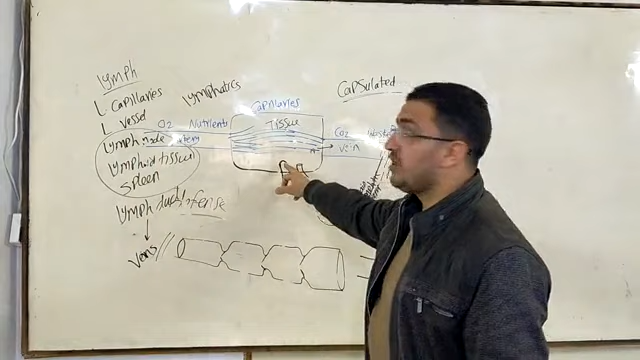 Lymph
L. Capillaries
L. Vessel
Lymph node
Lymphoid tissue
Spleen
Lymph duct
Veins
Lymphatics
O2 Nutrients
artery
Capillaries
Tissue
Capsulated
CO2
Vein